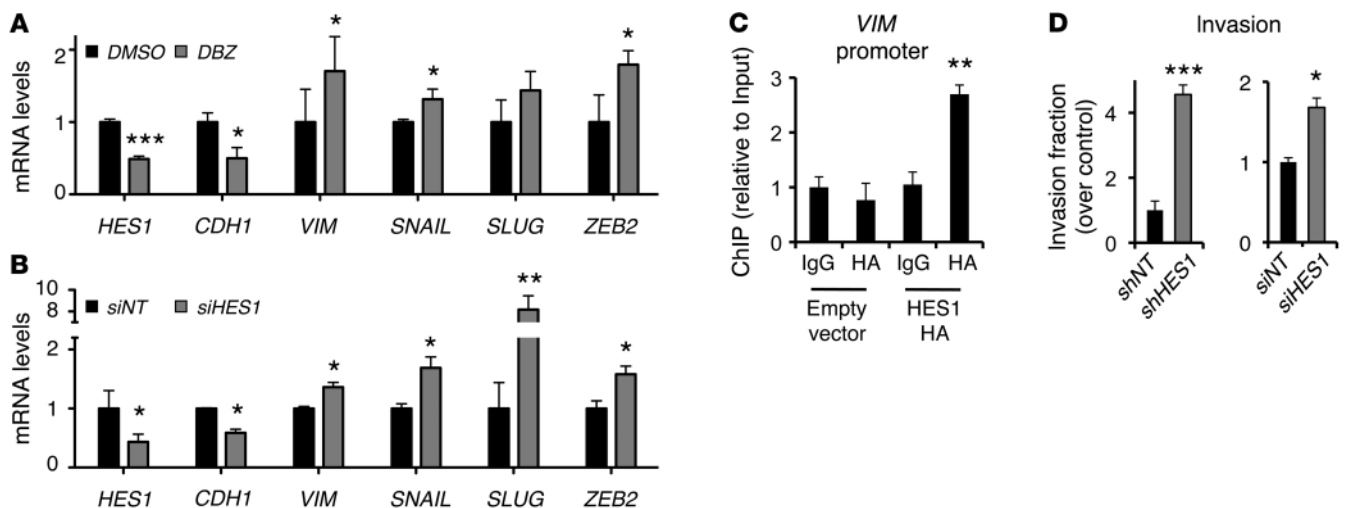 A
DMSO DBZ
mRNA levels
2
1
0
***
*
*
*
*
HES1 CDH1 VIM SNAIL SLUG ZEB2
B
siNT siHES1
mRNA levels
10
8
2
1
0
*
*
*
*
**
*
HES1 CDH1 VIM SNAIL SLUG ZEB2
C
VIM
promoter
ChIP (relative to Input)
3
2
1
0
**
IgG HA IgG HA
Empty
vector
HES1
HA
D
Invasion
Invasion fraction
(over control)
4
2
0
***
shNT
shHES1
2
1
0
*
siNT
siHES1